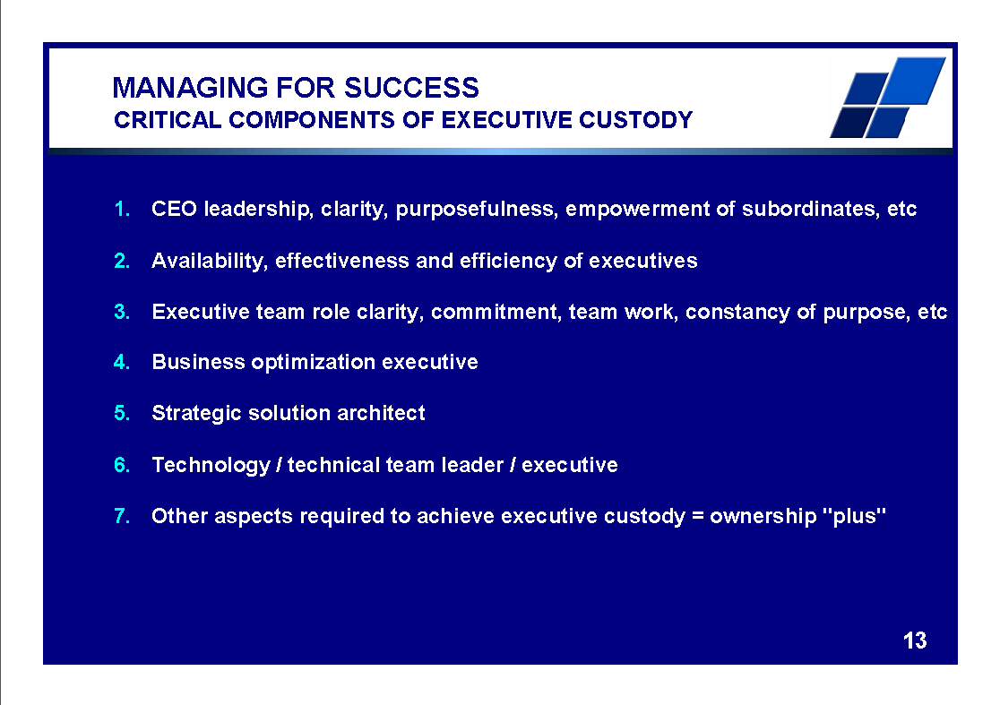 MANAGING FOR SUCCESS
CRITICAL COMPONENTS OF EXECUTIVE CUSTODY
1. CEO leadership, clarity, purposefulness, empowerment of subordinates, etc
2. Availability, effectiveness and efficiency of executives
3. Executive team role clarity, commitment, team work, constancy of purpose, etc
4. Business optimization executive
5. Strategic solution architect
6. Technology / technical team leader / executive
7. Other aspects required to achieve executive custody = ownership "plus"
13